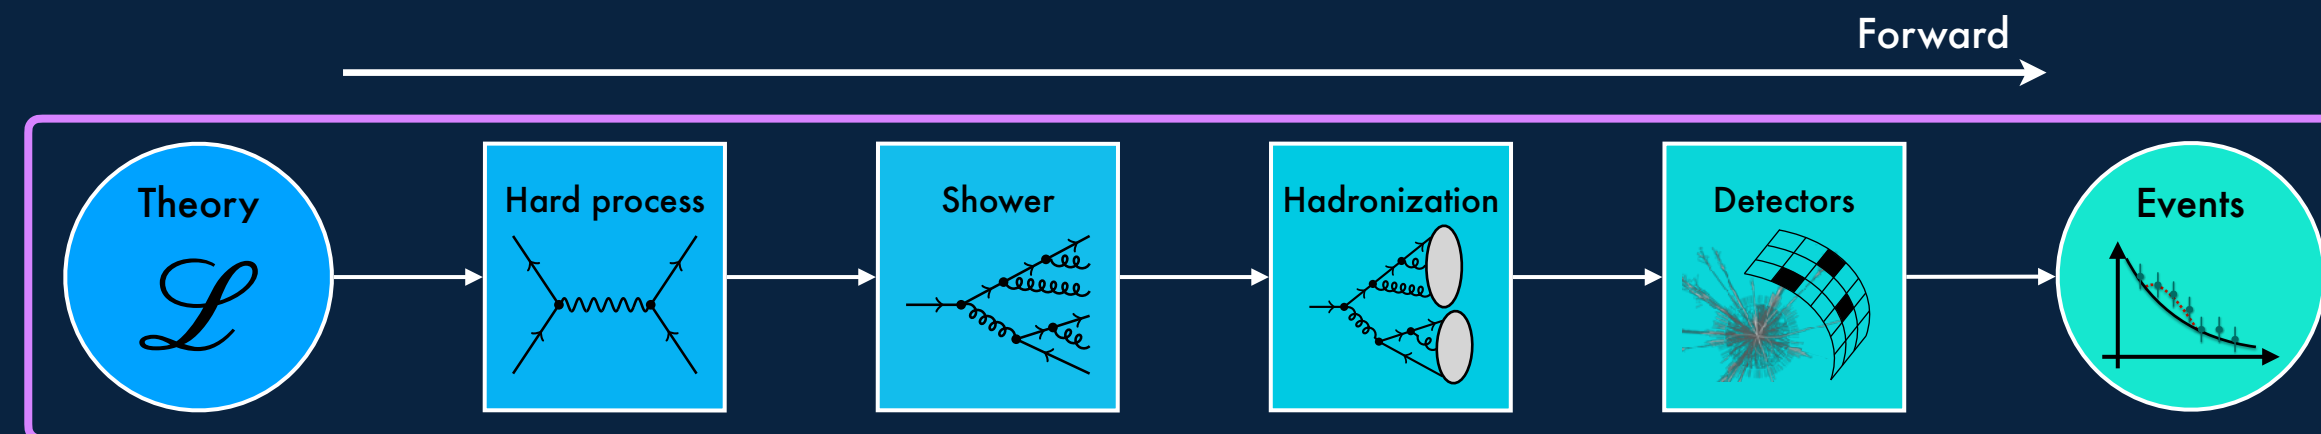 Forward
Theory
ℒ
Hard process
Shower
Hadronization
Detectors
Events